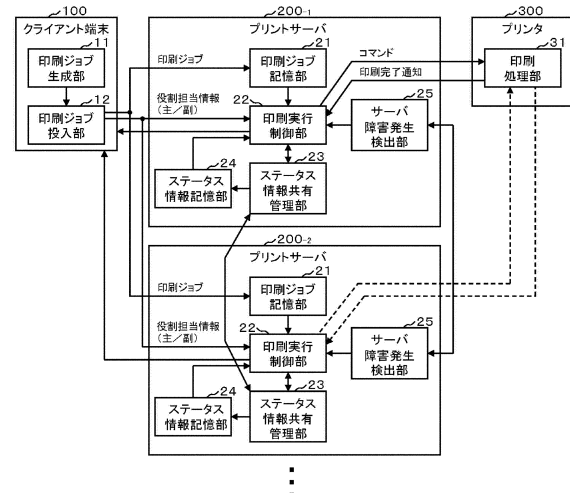 100
クライアント端末
11
印刷ジョブ
生成部
12
印刷ジョブ
投入部
200-1
プリントサーバ
印刷ジョブ
21
印刷ジョブ
記憶部
役割担当情報
(主/副)
22
印刷実行
制御部
25
サーバ
障害発生
検出部
24
ステータス
情報記憶部
23
ステータス
情報共有
管理部
コマンド
印刷完了通知
300
プリンタ
31
印刷
処理部
200-2
プリントサーバ
印刷ジョブ
21
印刷ジョブ
記憶部
役割担当情報
(主/副)
22
印刷実行
制御部
25
サーバ
障害発生
検出部
24
ステータス
情報記憶部
23
ステータス
情報共有
管理部